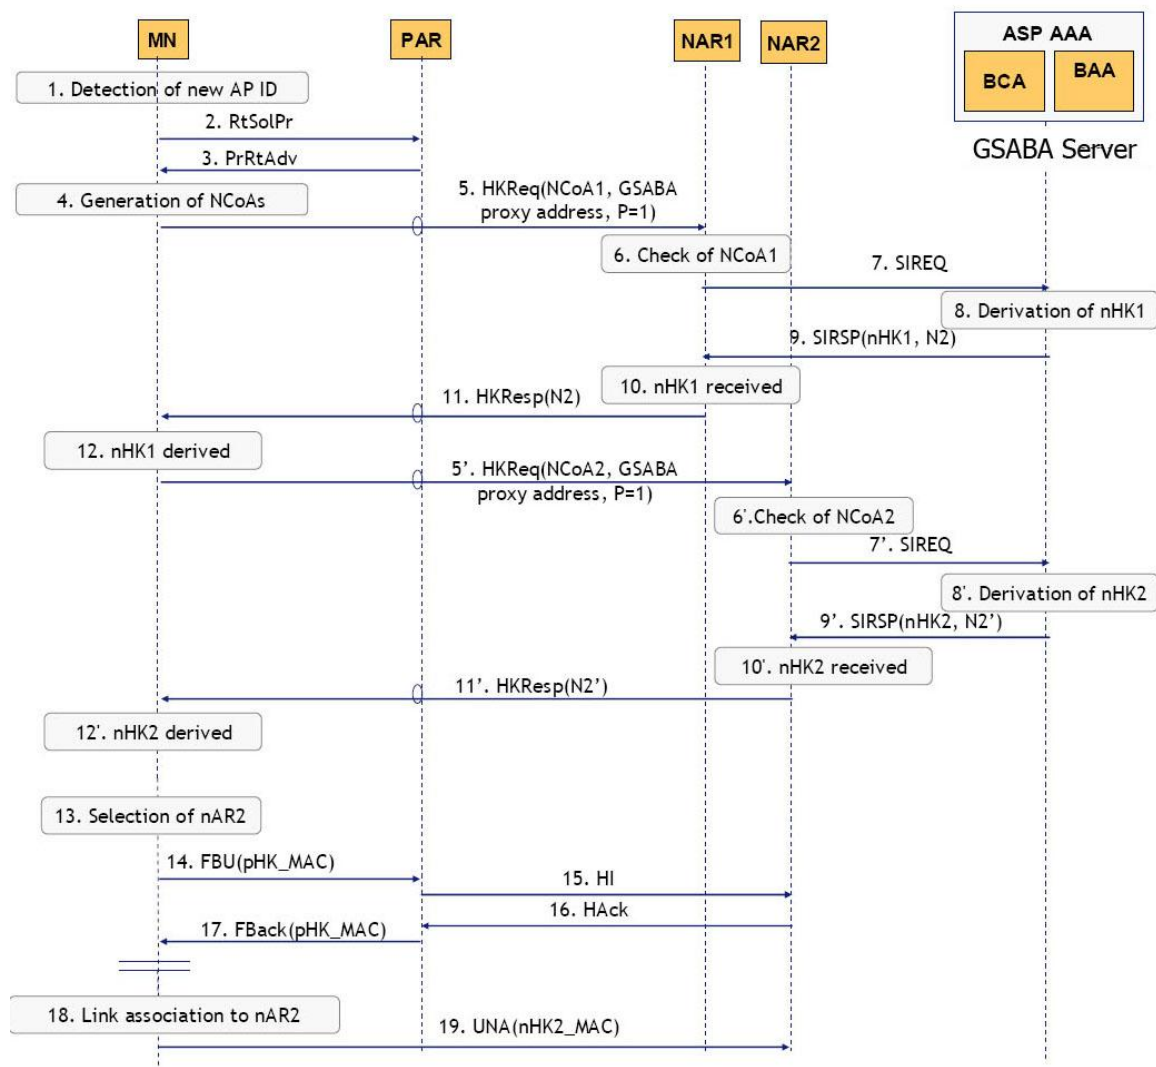 MN
PAR
NAR1
NAR2
ASP AAA
BCA
BAA
GSABA Server
1. Detection of new AP ID
2. RtSolPr
3. PrRtAdv
4. Generation of NCoAs
5. HKReq(NCoA1, GSABA
proxy address, P=1)
6. Check of NCoA1
7. SIREQ
8. Derivation of nHK1
9. SIRSP(nHK1, N2)
10. nHK1 received
11. HKResp(N2)
12. nHK1 derived
5’. HKReq(NCoA2, GSABA
proxy address, P=1)
6'.Check of NCoA2
7’. SIREQ
8'. Derivation of nHK2
9’. SIRSP(nHK2, N2’)
10'. nHK2 received
11’. HKResp(N2’)
12'. nHK2 derived
13. Selection of nAR2
14. FBU(pHK_MAC)
15. HI
16. HAck
17. FBack(pHK_MAC)
18. Link association to nAR2
19. UNA(nHK2_MAC)